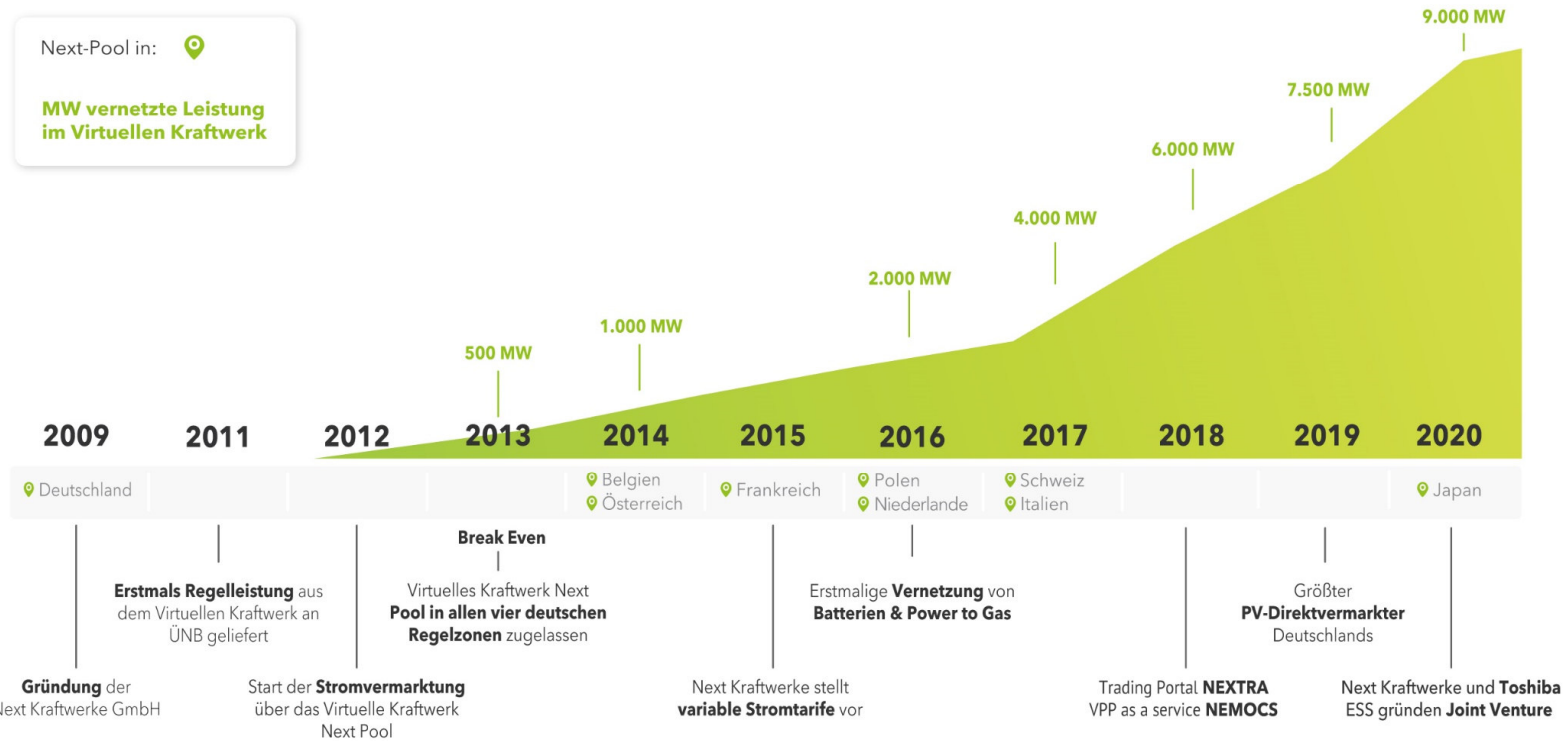 Next-Pool in:
MW vernetzte Leistung
im Virtuellen Kraftwerk
500 MW
1.000 MW
2.000 MW
4.000 MW
6.000 MW
7.500 MW
9.000 MW
2009
2011
2012
2013
2014
2015
2016
2017
2018
2019
2020
Deutschland
Belgien
Österreich
Frankreich
Polen
Niederlande
Schweiz
Italien
Japan
Gründung der
Next Kraftwerke GmbH
Erstmals Regelleistung aus
dem Virtuellen Kraftwerk an
ÜNB geliefert
Start der Stromvermarktung
über das Virtuelle Kraftwerk
Next Pool
Break Even
Virtuelles Kraftwerk Next
Pool in allen vier deutschen
Regelzonen zugelassen
Next Kraftwerke stellt
variable Stromtarife vor
Erstmalige Vernetzung von
Batterien & Power to Gas
Trading Portal NEXTRA
VPP as a service NEMOCS
Größter
PV-Direktvermarkter
Deutschlands
Next Kraftwerke und Toshiba
ESS gründen Joint Venture